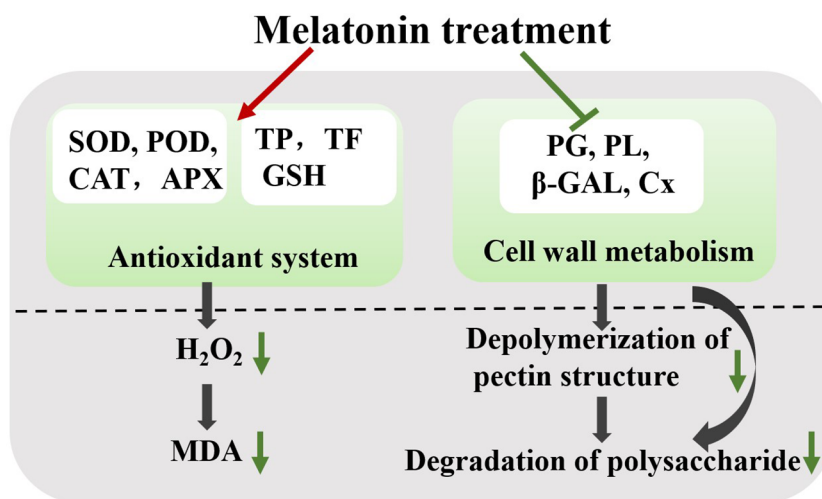 Melatonin treatment
SOD, POD,
CAT， APX
TP， TF
GSH
Antioxidant system
PG, PL,
β-GAL, Cx
Cell wall metabolism
H₂O₂
MDA
Depolymerization of
pectin structure
Degradation of polysaccharide